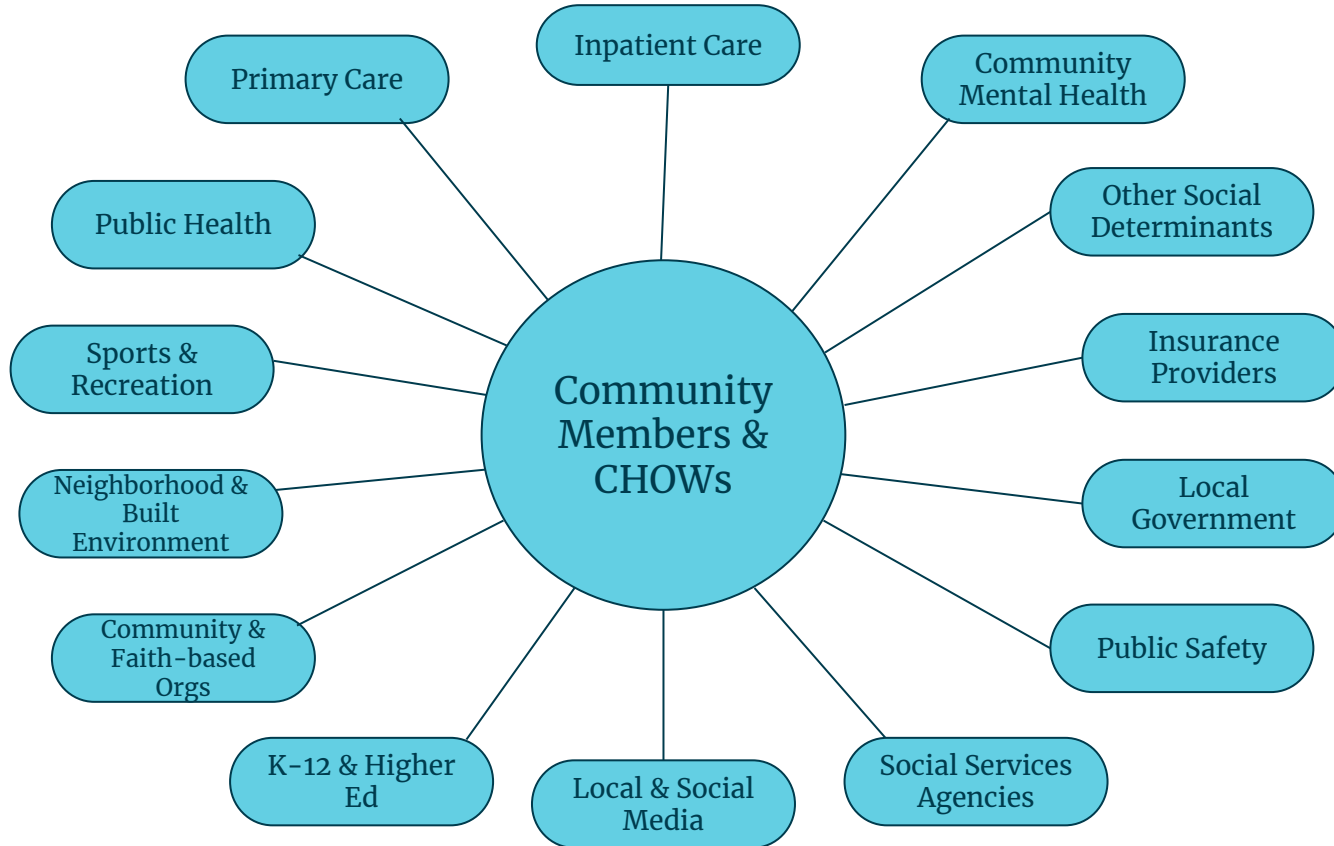 Inpatient Care
Primary Care
Community
Mental Health
Public Health
Other Social
Determinants
Sports &
Recreation
Insurance
Providers
Community
Members &
CHOWs
Neighborhood &
Built
Environment
Local
Government
Community &
Faith-based
Orgs
Public Safety
K-12 & Higher
Ed
Local & Social
Media
Social Services
Agencies